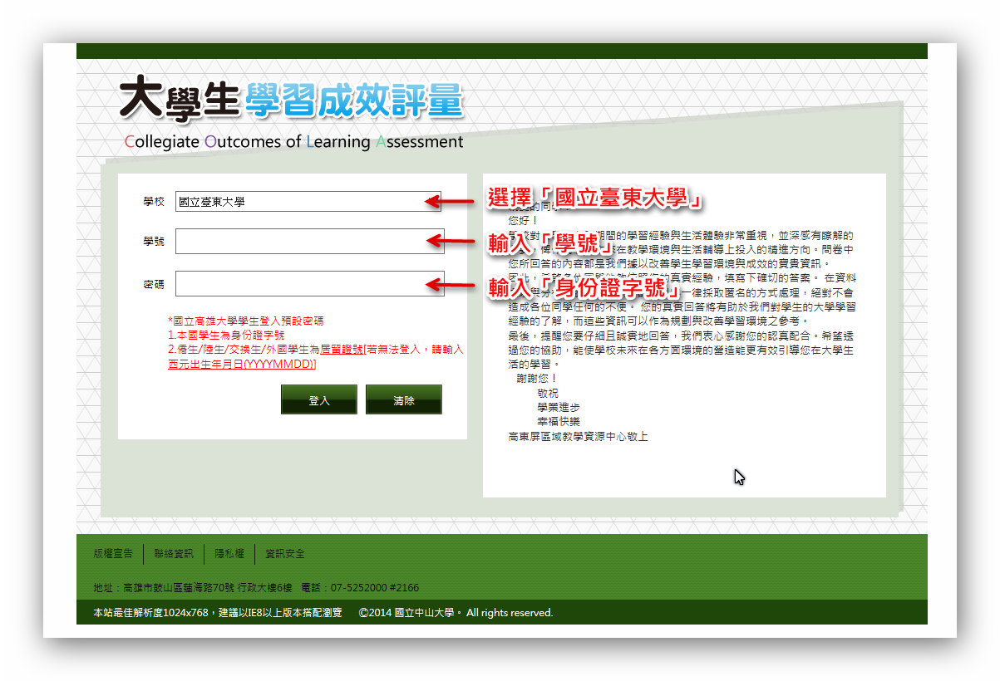 大學生學習成效評量
Collegiate Outcomes of Learning Assessment
學校 國立臺東大學
學號
密碼
*國立高雄大學學生登入預設密碼
1.本國學生為身份證字號
2.僑生/陸生/交換生/外國學生為居留證號[若無法登入，請輸入
西元出生年月日(YYYYMMDD)]
登入 清除
選擇「國立臺東大學」
輸入「學號」
輸入「身份證字號」
的同學
您好！
期間的學習經驗與生活體驗非常重視，並深感有瞭解的
在教學環境與生活輔導上投入的精進方向。問卷中
您所回答的內容都是我們據以改善學生學習環境與成效的寶貴資訊。
真實經驗，填寫下確切的答案。 在資料
一律採取匿名的方式處理，絕對不會
造成各位同學任何的不便。 您的真實回答將有助於我們對學生的大學學習
經驗的了解，而這些資訊可以作為規劃與改善學習環境之參考。
最後，提醒您要仔細且誠實地回答，我們衷心感謝您的認真配合。希望透
過您的協助，能使學校未來在各方面環境的營造能更有效引導您在大學生
活的學習。
謝謝您！
敬祝
學業進步
幸福快樂
高東屏區域教學資源中心敬上
版權宣告 聯絡資訊 隱私權 資訊安全
地址：高雄市鼓山區蓮海路70號 行政大樓6樓 電話：07-5252000 #2166
本站最佳解析度1024x768，建議以IE8以上版本搭配瀏覽 ©2014 國立中山大學。 All rights reserved.